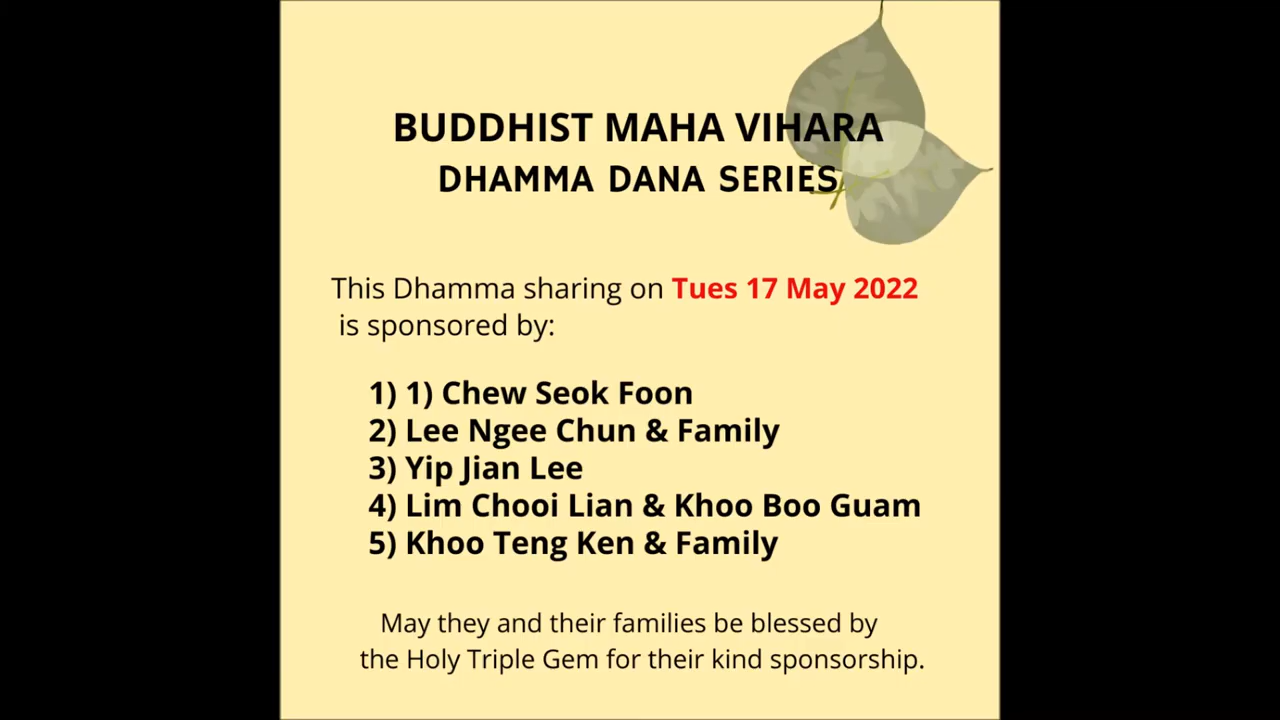 BUDDHIST MAHA VIHARA
DHAMMA DANA SERIES
This Dhamma sharing on Tues 17 May 2022
is sponsored by:
1) 1) Chew Seok Foon
2) Lee Ngee Chun & Family
3) Yip Jian Lee
4) Lim Chooi Lian & Khoo Boo Guam
5) Khoo Teng Ken & Family
May they and their families be blessed by
the Holy Triple Gem for their kind sponsorship.